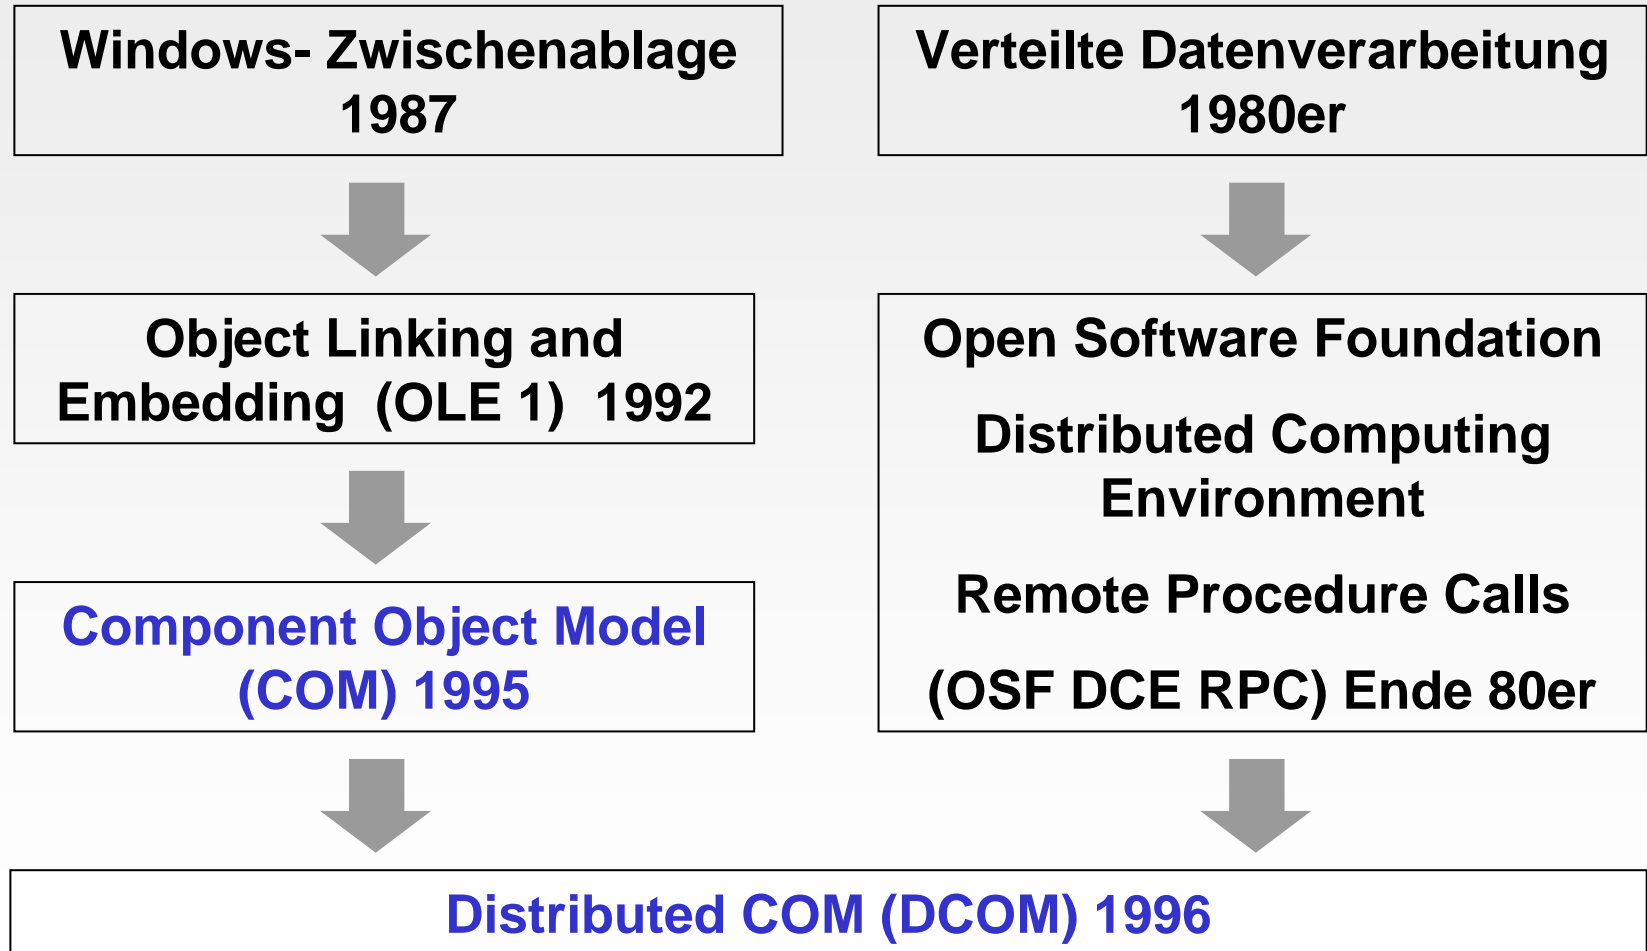 Windows- Zwischenablage
1987
Verteilte Datenverarbeitung
1980er
Object Linking and
Embedding (OLE 1) 1992
Component Object Model
(COM) 1995
Open Software Foundation
Distributed Computing
Environment
Remote Procedure Calls
(OSF DCE RPC) Ende 80er
Distributed COM (DCOM) 1996